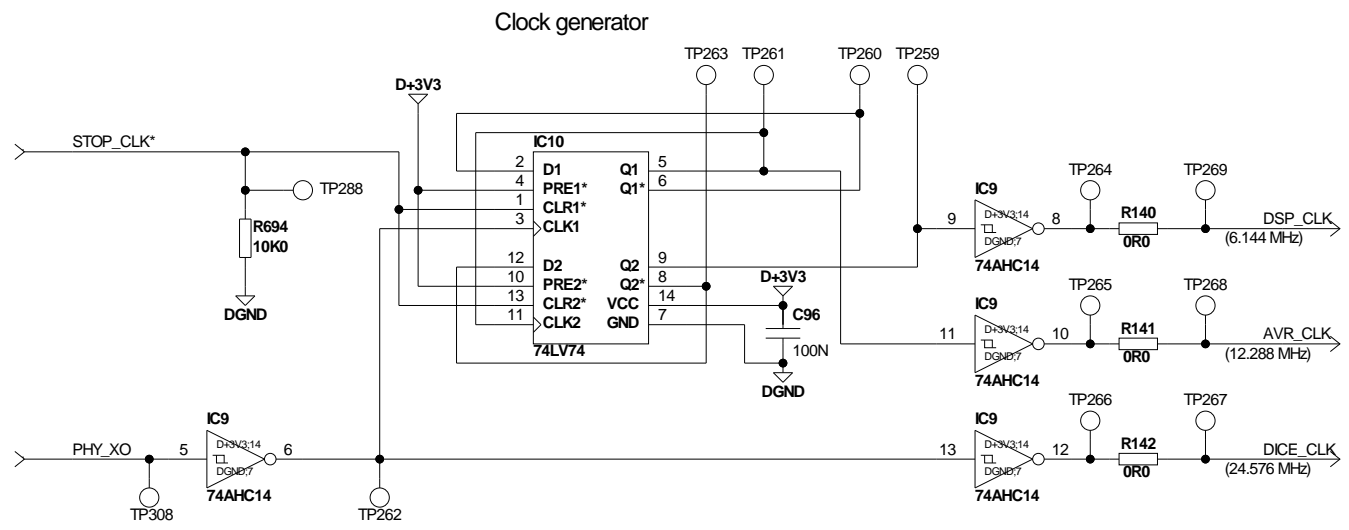 Clock generator
TP263 TP261 TP260 TP259
D+3V3
STOP_CLK*
IC10
2 D1 Q1 5
4 PRE1* Q1* 6
1 CLR1*
3 CLK1
12 D2 Q2 9
10 PRE2* Q2* 8
13 CLR2* VCC 14
11 CLK2 GND 7
74LV74
TP288
R694
10K0
DGND
D+3V3
C96
100N
DGND
TP264 TP269
IC9
9 D+3V3;14 DGND;7 8
74AHC14
R140
0R0
DSP_CLK
(6.144 MHz)
TP265 TP268
IC9
11 D+3V3;14 DGND;7 10
74AHC14
R141
0R0
AVR_CLK
(12.288 MHz)
TP266 TP267
IC9
13 D+3V3;14 DGND;7 12
74AHC14
R142
0R0
DICE_CLK
(24.576 MHz)
PHY_XO
IC9
5 D+3V3;14 DGND;7 6
74AHC14
TP308 TP262